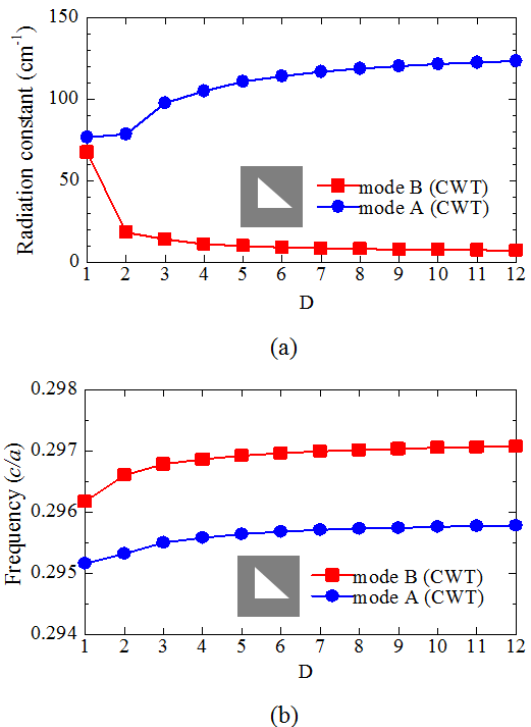 Radiation constant (cm⁻¹)
150
100
50
0
mode B (CWT)
mode A (CWT)
1 2 3 4 5 6 7 8 9 10 11 12
D
(a)
Frequency (c/a)
0.298
0.297
0.296
0.295
0.294
mode B (CWT)
mode A (CWT)
1 2 3 4 5 6 7 8 9 10 11 12
D
(b)